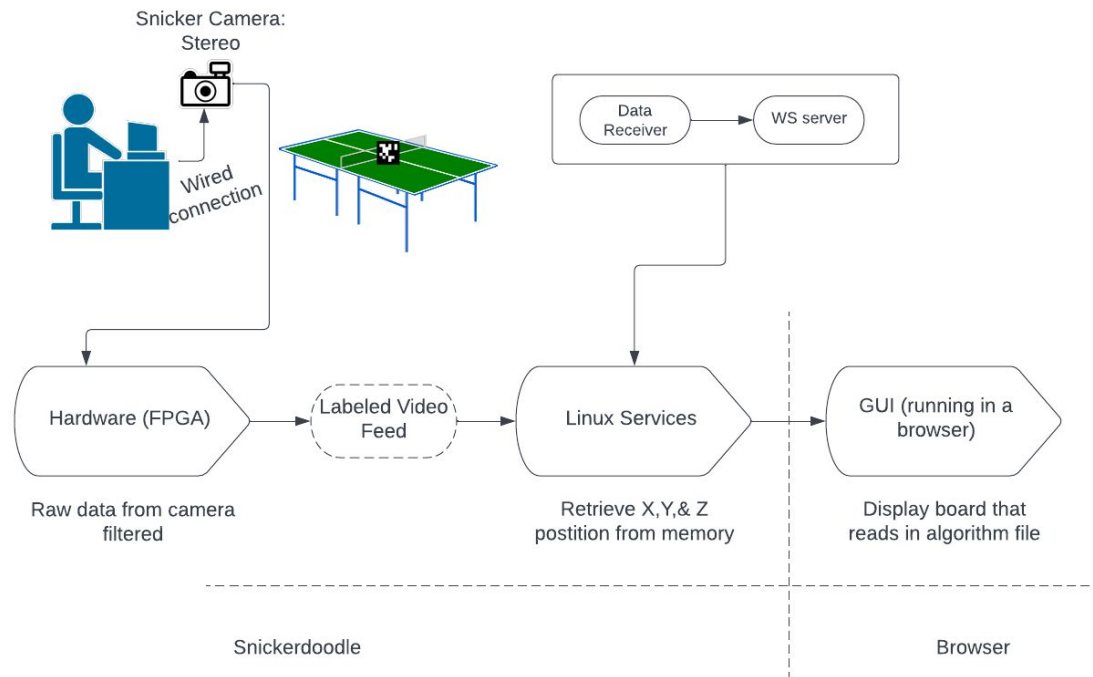 Snicker Camera:
Stereo
Wired
connection
Data
Receiver
WS server
Hardware (FPGA)
Labeled Video
Feed
Linux Services
GUI (running in a
browser)
Raw data from camera
filtered
Retrieve X,Y,& Z
postition from memory
Display board that
reads in algorithm file
Snickerdoodle
Browser